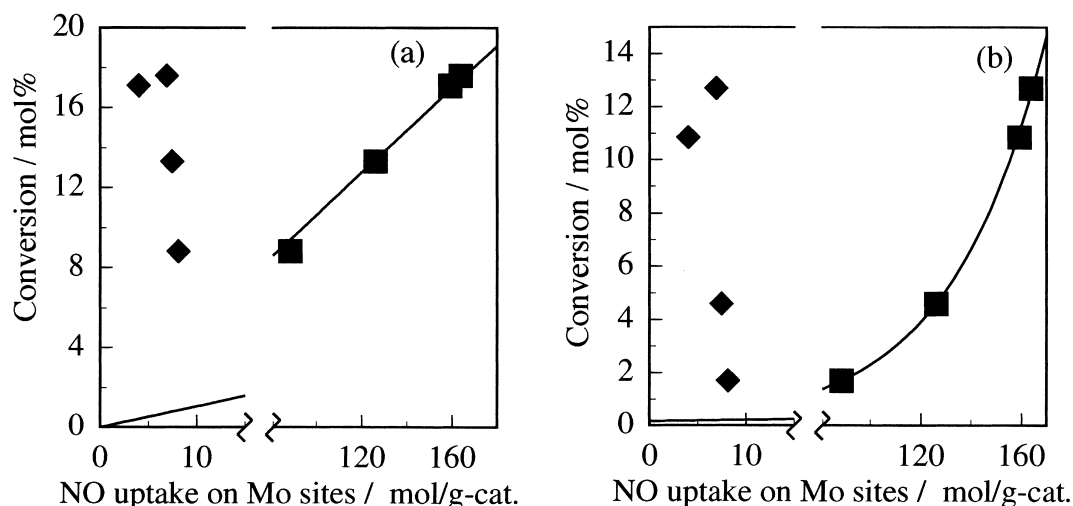 20
16
12
8
4
0
Conversion / mol%
(a)
0 10 120 160
NO uptake on Mo sites / mol/g-cat.
14
12
10
8
6
4
2
0
Conversion / mol%
(b)
0 10 120 160
NO uptake on Mo sites / mol/g-cat.